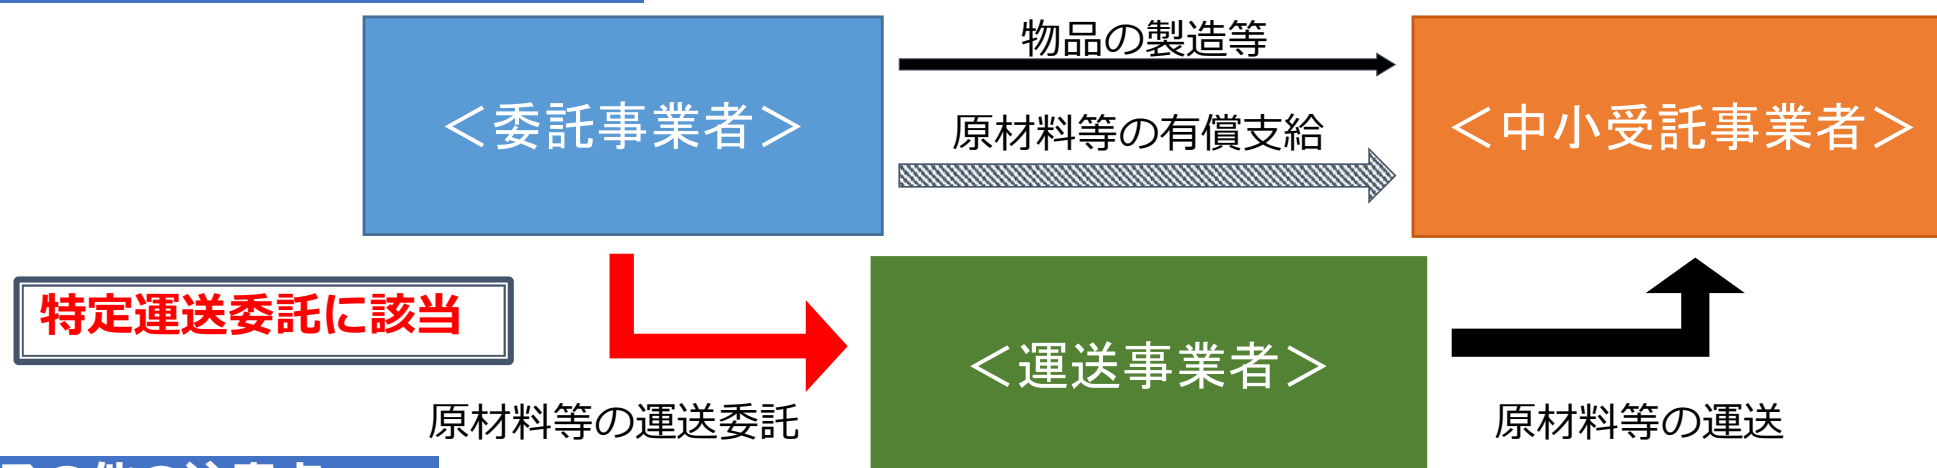 物品の製造等
＜委託事業者＞
原材料等の有償支給
＜中小受託事業者＞
特定運送委託に該当
＜運送事業者＞
原材料等の運送委託
原材料等の運送